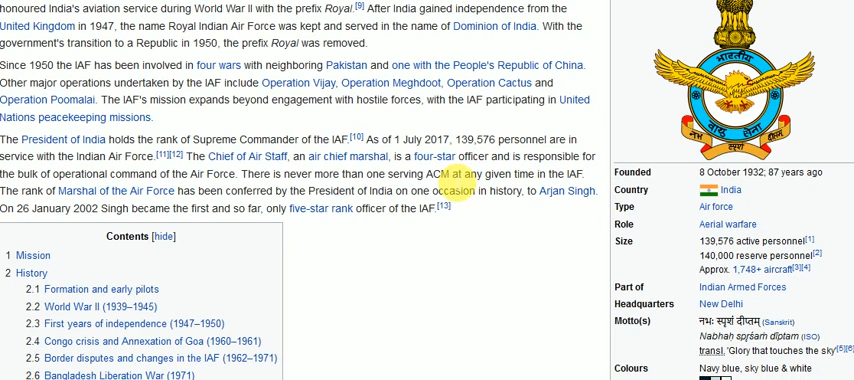 honoured India's aviation service during World War II with the prefix Royal.[9] After India gained independence from the
United Kingdom in 1947, the name Royal Indian Air Force was kept and served in the name of Dominion of India. With the
government's transition to a Republic in 1950, the prefix Royal was removed.
Since 1950 the IAF has been involved in four wars with neighboring Pakistan and one with the People's Republic of China.
Other major operations undertaken by the IAF include Operation Vijay, Operation Meghdoot, Operation Cactus and
Operation Poomalai. The IAF's mission expands beyond engagement with hostile forces, with the IAF participating in United
Nations peacekeeping missions.
The President of India holds the rank of Supreme Commander of the IAF.[10] As of 1 July 2017, 139,576 personnel are in
service with the Indian Air Force.[11][12] The Chief of Air Staff, an air chief marshal, is a four-star officer and is responsible for
the bulk of operational command of the Air Force. There is never more than one serving ACM at any given time in the IAF.
The rank of Marshal of the Air Force has been conferred by the President of India on one occasion in history, to Arjan Singh.
On 26 January 2002 Singh became the first and so far, only five-star rank officer of the IAF.[13]
Contents [hide]
1 Mission
2 History
2.1 Formation and early pilots
2.2 World War II (1939–1945)
2.3 First years of independence (1947–1950)
2.4 Congo crisis and Annexation of Goa (1960–1961)
2.5 Border disputes and changes in the IAF (1962–1971)
2.6 Bangladesh Liberation War (1971)
भारतीय
वायु सेना
नभः स्पृशं दीप्तम्
Founded 8 October 1932; 87 years ago
Country India
Type Air force
Role Aerial warfare
Size 139,576 active personnel[1]
140,000 reserve personnel[2]
Approx. 1,748+ aircraft[3][4]
Part of Indian Armed Forces
Headquarters New Delhi
Motto(s) नभः स्पृशं दीप्तम् (Sanskrit)
Nabhaḥ spṛśaṁ dīptam (ISO)
transl. 'Glory that touches the sky'[5][6]
Colours Navy blue, sky blue & white